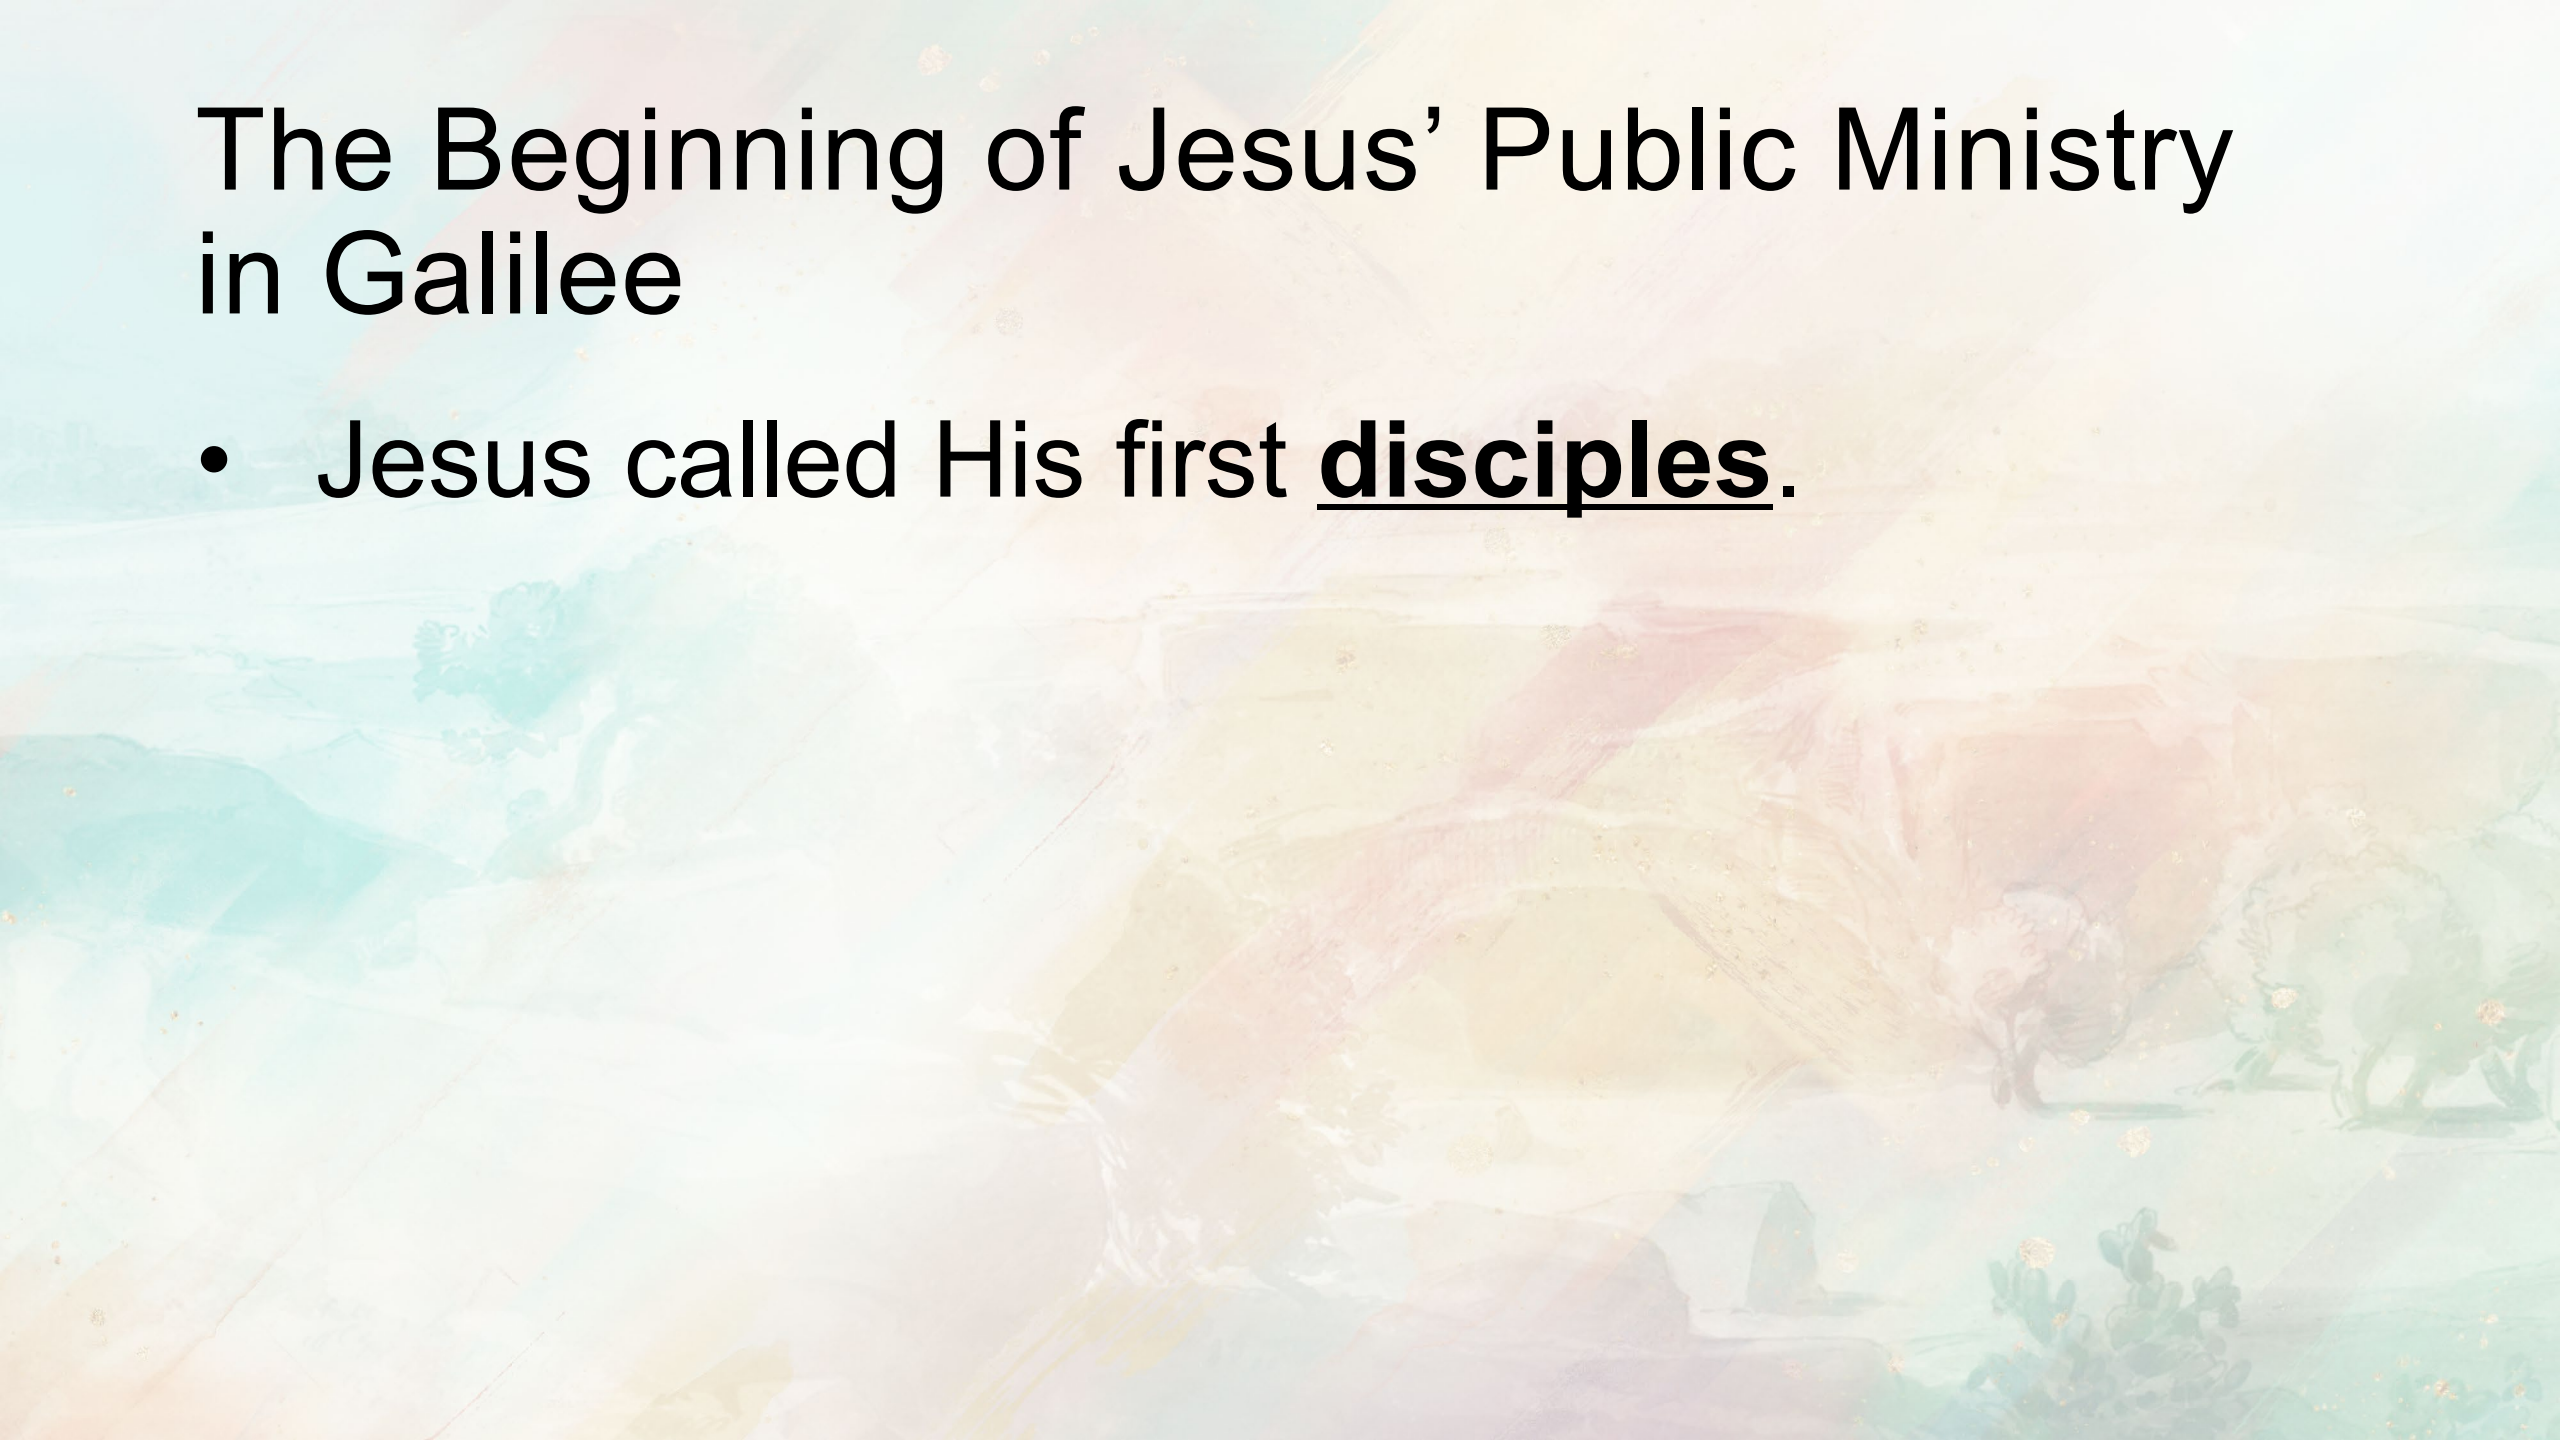 The Beginning of Jesus’ Public Ministry
in Galilee
• Jesus called His first disciples.